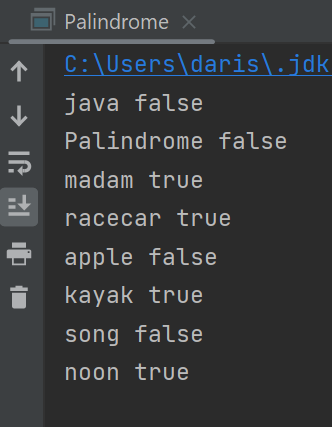 Palindrome
C:\Users\daris\.jdk
java false
Palindrome false
madam true
racecar true
apple false
kayak true
song false
noon true